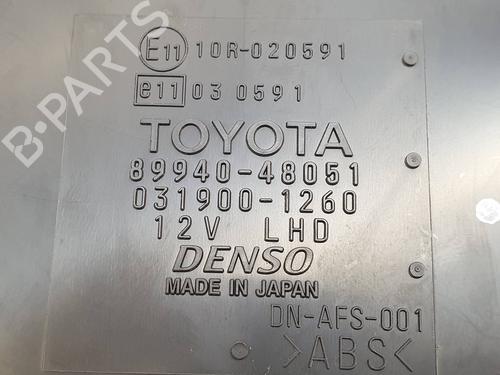 E11 10R-020591
e11 03 0591
TOYOTA
89940-48051
031900-1260
12V LHD
DENSO
MADE IN JAPAN
DN-AFS-001
>ABS<
B-PARTS